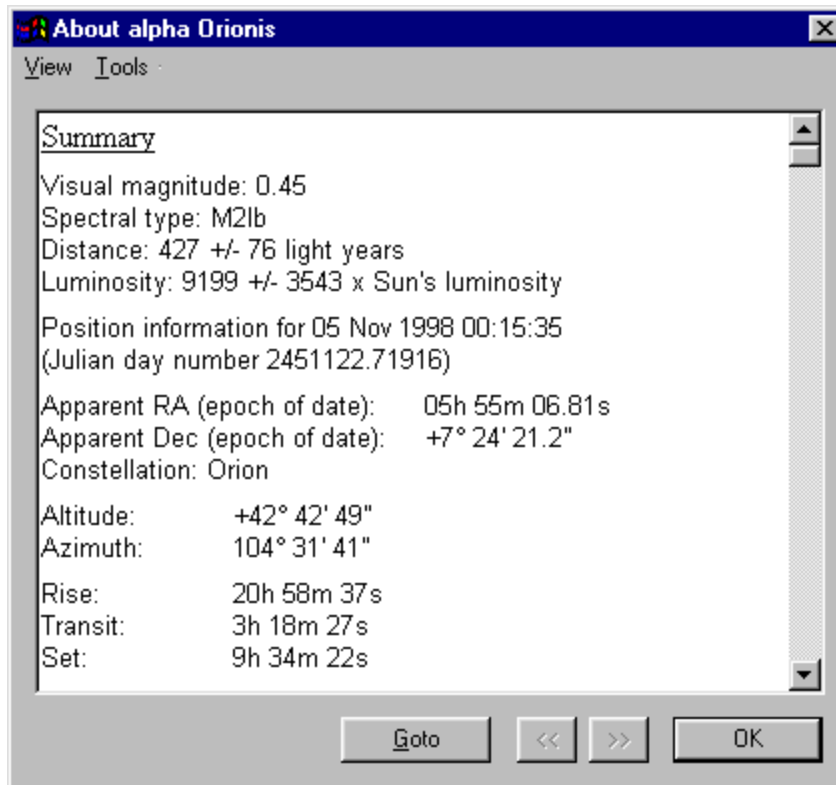 About alpha Orionis
View Tools
Summary
Visual magnitude: 0.45
Spectral type: M2Ib
Distance: 427 +/- 76 light years
Luminosity: 9199 +/- 3543 x Sun's luminosity
Position information for 05 Nov 1998 00:15:35
(Julian day number 2451122.71916)
Apparent RA (epoch of date): 05h 55m 06.81s
Apparent Dec (epoch of date): +7° 24' 21.2"
Constellation: Orion
Altitude: +42° 42' 49"
Azimuth: 104° 31' 41"
Rise: 20h 58m 37s
Transit: 3h 18m 27s
Set: 9h 34m 22s
Goto << >> OK